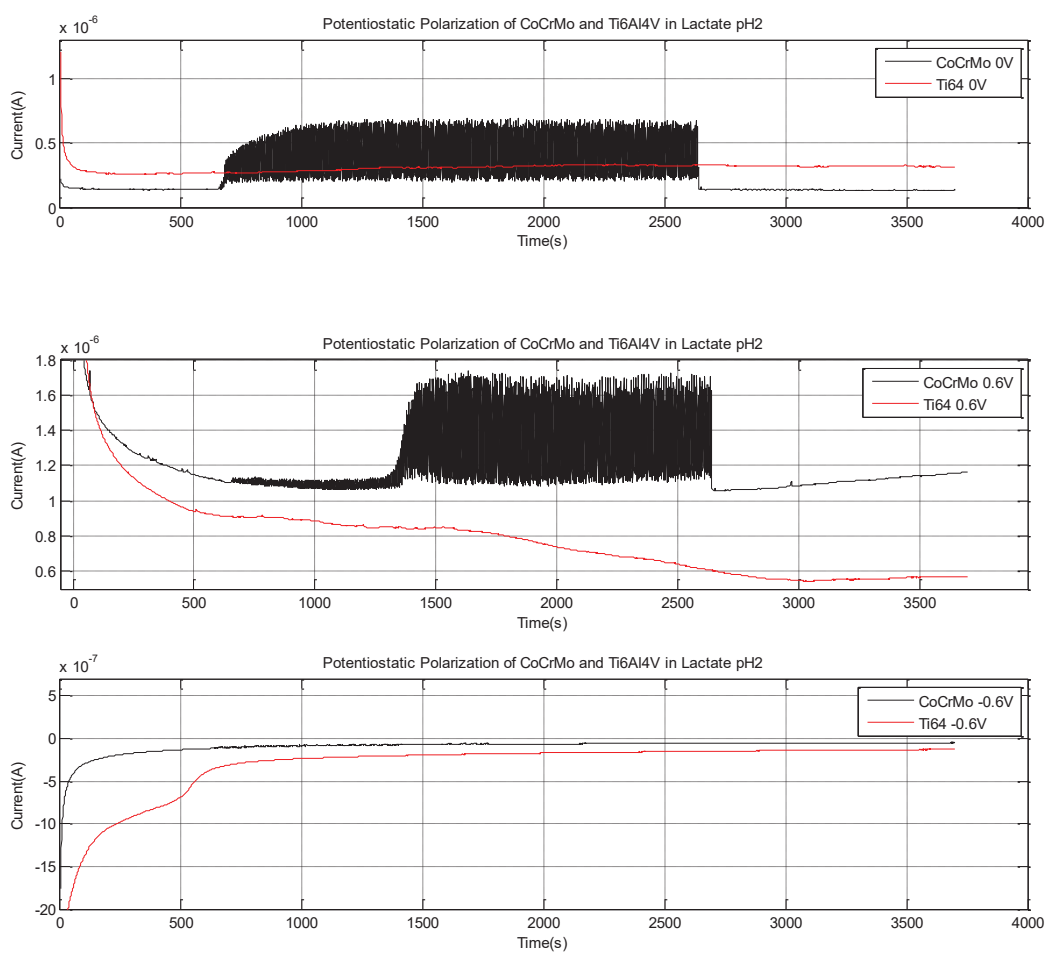 Potentiostatic Polarization of CoCrMo and Ti6Al4V in Lactate pH2
x 10^-6
1
0.5
0
Current(A)
CoCrMo 0V
Ti64 0V
0 500 1000 1500 2000 2500 3000 3500 4000
Time(s)
Potentiostatic Polarization of CoCrMo and Ti6Al4V in Lactate pH2
x 10^-6
1.8
1.6
1.4
1.2
1
0.8
0.6
Current(A)
CoCrMo 0.6V
Ti64 0.6V
0 500 1000 1500 2000 2500 3000 3500
Time(s)
Potentiostatic Polarization of CoCrMo and Ti6Al4V in Lactate pH2
x 10^-7
5
0
-5
-10
-15
-20
Current(A)
CoCrMo -0.6V
Ti64 -0.6V
0 500 1000 1500 2000 2500 3000 3500 4000
Time(s)